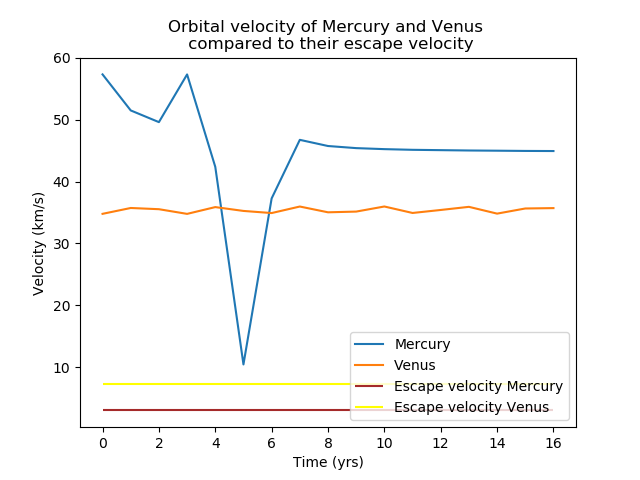 Orbital velocity of Mercury and Venus
compared to their escape velocity
60
50
40
30
20
10
Velocity (km/s)
Mercury
Venus
Escape velocity Mercury
Escape velocity Venus
0 2 4 6 8 10 12 14 16
Time (yrs)